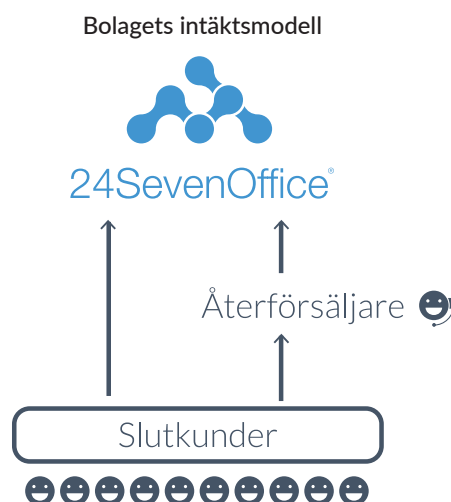 Bolagets intäktsmodell
24SevenOffice®
Återförsäljare
Slutkunder